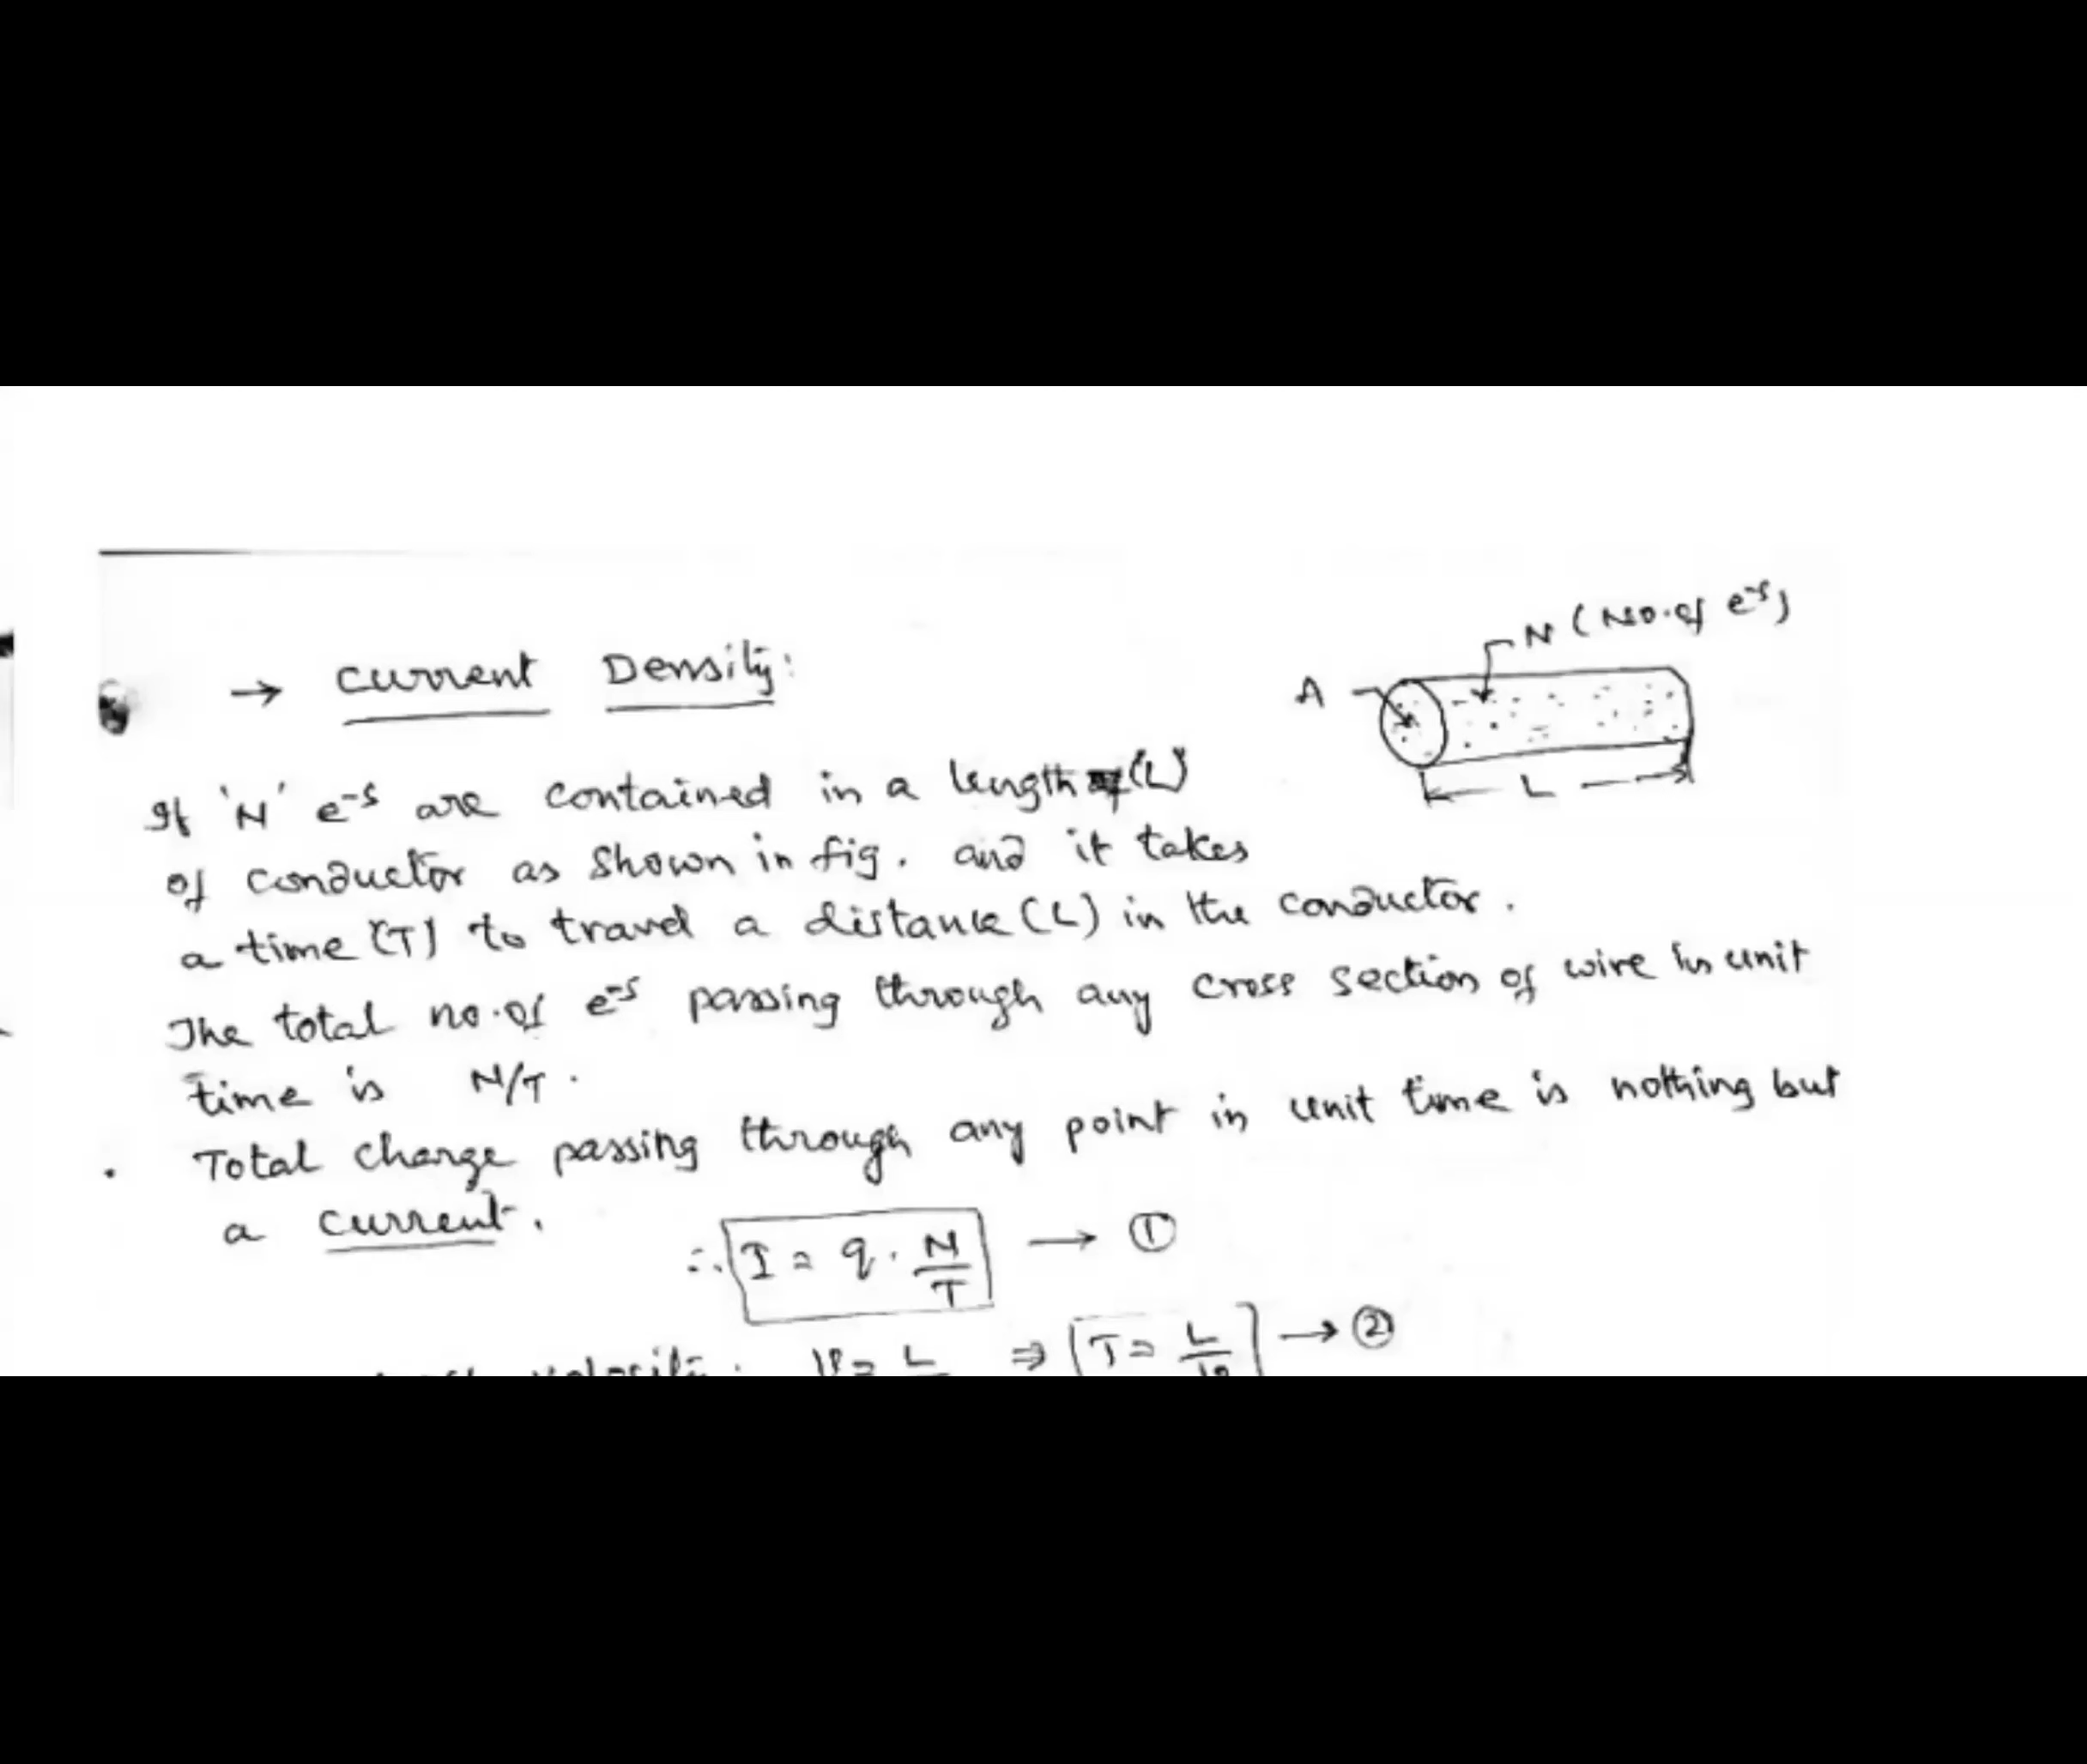 N (No. of e⁻s)
→ Current Density:
A
L
If 'N' e⁻s are contained in a length (L)
of conductor as shown in fig. and it takes
a time (T) to travel a distance (L) in the conductor.
The total no. of e⁻s passing through any cross section of wire in unit
time is N/T.
. Total charge passing through any point in unit time is nothing but
a current.
∴ I = q. N/T → ①
velocity. v = L ⇒ T = L/v → ②